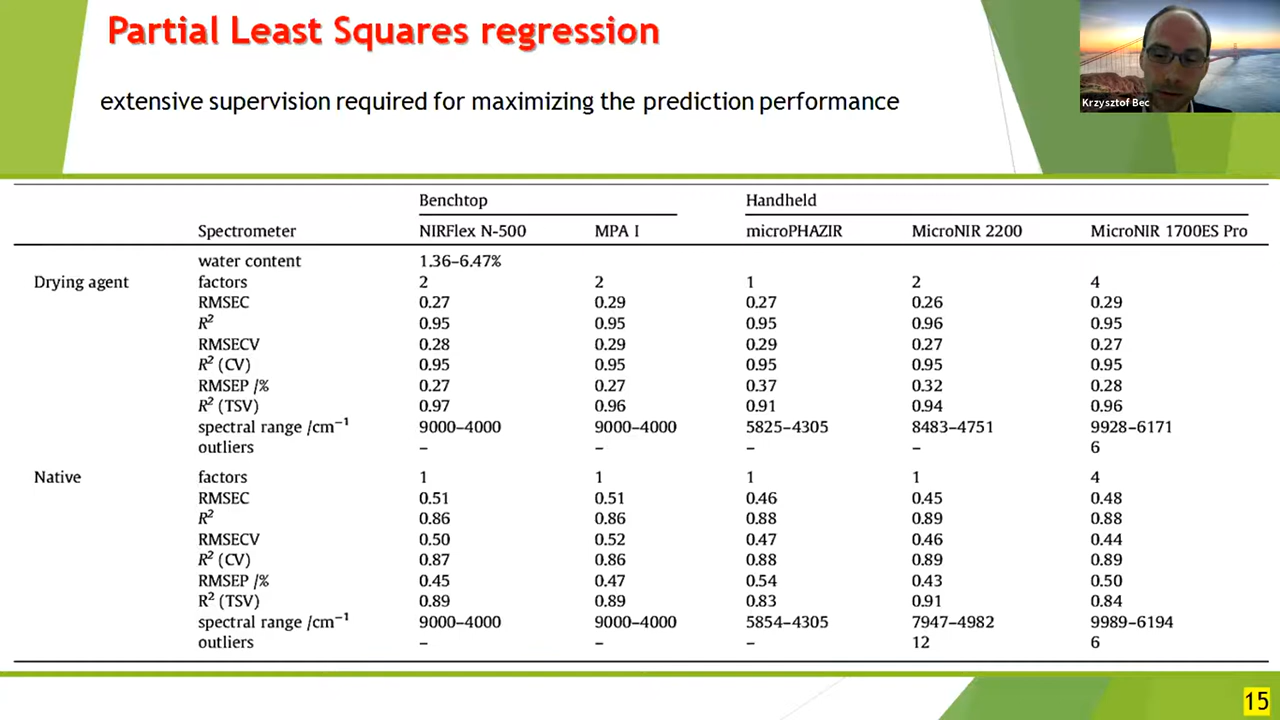 Partial Least Squares regression
extensive supervision required for maximizing the prediction performance
Krzysztof Bec
Benchtop Handheld
Spectrometer NIRFlex N-500 MPA I microPHAZIR MicroNIR 2200 MicroNIR 1700ES Pro
water content 1.36–6.47%
Drying agent factors 2 2 1 2 4
RMSEC 0.27 0.29 0.27 0.26 0.29
R² 0.95 0.95 0.95 0.96 0.95
RMSECV 0.28 0.29 0.29 0.27 0.27
R² (CV) 0.95 0.95 0.95 0.95 0.95
RMSEP /% 0.27 0.27 0.37 0.32 0.28
R² (TSV) 0.97 0.96 0.91 0.94 0.96
spectral range /cm⁻¹ 9000–4000 9000–4000 5825–4305 8483–4751 9928–6171
outliers – – – – 6
Native factors 1 1 1 1 4
RMSEC 0.51 0.51 0.46 0.45 0.48
R² 0.86 0.86 0.88 0.89 0.88
RMSECV 0.50 0.52 0.47 0.46 0.44
R² (CV) 0.87 0.86 0.88 0.89 0.89
RMSEP /% 0.45 0.47 0.54 0.43 0.50
R² (TSV) 0.89 0.89 0.83 0.91 0.84
spectral range /cm⁻¹ 9000–4000 9000–4000 5854–4305 7947–4982 9989–6194
outliers – – – 12 6
15